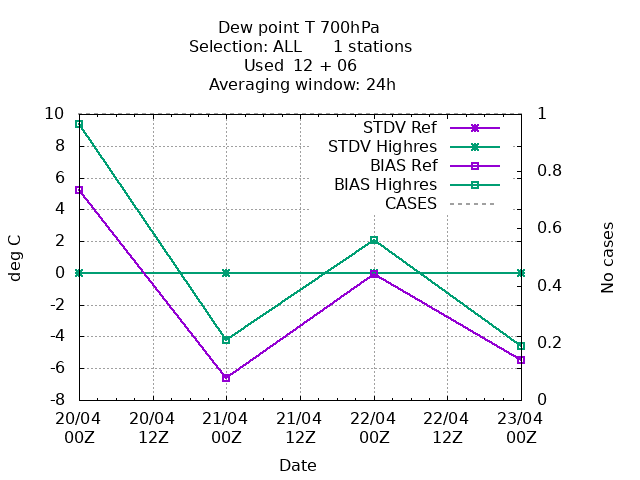 Dew point T 700hPa
Selection: ALL 1 stations
Used 12 + 06
Averaging window: 24h
10
8
6
4
2
0
-2
-4
-6
-8
deg C
1
0.8
0.6
0.4
0.2
0
No cases
STDV Ref
STDV Highres
BIAS Ref
BIAS Highres
CASES
20/04 20/04 21/04 21/04 22/04 22/04 23/04
00Z 12Z 00Z 12Z 00Z 12Z 00Z
Date